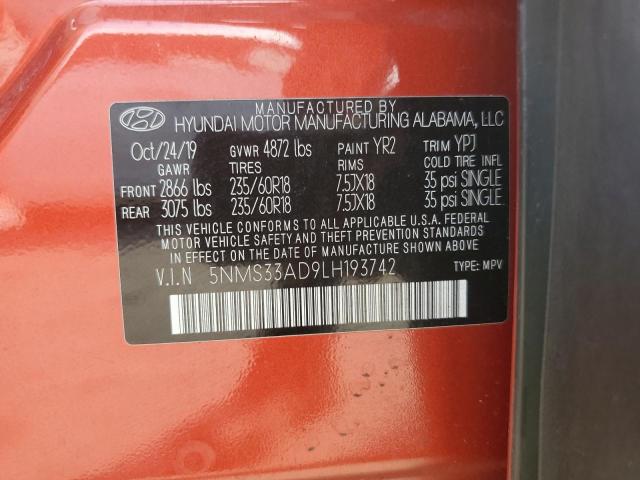 MANUFACTURED BY
HYUNDAI MOTOR MANUFACTURING ALABAMA, LLC
Oct/24/19 GVWR 4872 lbs PAINT YR2 TRIM YPJ
GAWR TIRES RIMS COLD TIRE INFL
FRONT 2866 lbs 235/60R18 7.5JX18 35 psi SINGLE
REAR 3075 lbs 235/60R18 7.5JX18 35 psi SINGLE
THIS VEHICLE CONFORMS TO ALL APPLICABLE U.S.A. FEDERAL
MOTOR VEHICLE SAFETY AND THEFT PREVENTION STANDARDS
IN EFFECT ON THE DATE OF MANUFACTURE SHOWN ABOVE.
V.I.N 5NMS33AD9LH193742 TYPE: MPV